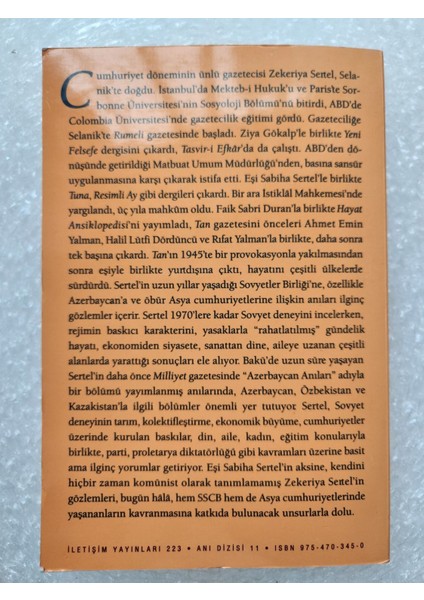 Cumhuriyet döneminin ünlü gazetecisi Zekeriya Sertel, Sela-
nik'te doğdu. İstanbul'da Mekteb-i Hukuk'u ve Paris'te Sor-
bonne Üniversitesi'nin Sosyoloji Bölümü'nü bitirdi, ABD'de
Colombia Üniversitesi'nde gazetecilik eğitimi gördü. Gazeteciliğe
Selanik'te Rumeli gazetesinde başladı. Ziya Gökalp'le birlikte Yeni
Felsefe dergisini çıkardı, Tasvir-i Efkâr'da da çalıştı. ABD'den dö-
nüşünde getirildiği Matbuat Umum Müdürlüğü'nden, basına sansür
uygulanmasına karşı çıkarak istifa etti. Eşi Sabiha Sertel'le birlikte
Tuna, Resimli Ay gibi dergileri çıkardı. Bir ara İstiklâl Mahkemesi'nde
yargılandı, üç yıla mahkûm oldu. Faik Sabri Duran'la birlikte Hayat
Ansiklopedisi'ni yayımladı, Tan gazetesini önceleri Ahmet Emin
Yalman, Halil Lütfi Dördüncü ve Rıfat Yalman'la birlikte, daha sonra
tek başına çıkardı. Tan'ın 1945'te bir provokasyonla yakılmasından
sonra eşiyle birlikte yurtdışına çıktı, hayatını çeşitli ülkelerde
sürdürdü. Sertel'in uzun yıllar yaşadığı Sovyetler Birliği'ne, özellikle
Azerbaycan'a ve öbür Asya cumhuriyetlerine ilişkin anıları ilginç
gözlemler içerir. Sertel 1970'lere kadar Sovyet deneyini incelerken,
rejimin baskıcı karakterini, yasaklarla "rahatlatılmış" gündelik
hayatı, ekonomiden siyasete, sanattan dine, aileye uzanan çeşitli
alanlarda yarattığı sonuçları ele alıyor. Bakû'de uzun süre yaşayan
Sertel'in daha önce Milliyet gazetesinde "Azerbaycan Anıları" adıyla
bir bölümü yayımlanmış anılarında, Azerbaycan, Özbekistan ve
Kazakistan'la ilgili bölümler önemli yer tutuyor. Sertel, Sovyet
deneyinin tarım, kolektifleştirme, ekonomik büyüme, cumhuriyetler
üzerinde kurulan baskılar, din, aile, kadın, eğitim konularıyla
birlikte, parti, proletarya diktatörlüğü gibi kavramları üzerine basit
ama ilginç yorumlar getiriyor. Eşi Sabiha Sertel'in aksine, kendini
hiçbir zaman komünist olarak tanımlamamış Zekeriya Sertel'in
gözlemleri, bugün hâlâ, hem SSCB hem de Asya cumhuriyetlerinde
yaşananların kavranmasına katkıda bulunacak unsurlarla dolu.
İLETİŞİM YAYINLARI 223 • ANI DİZİSİ 11 • ISBN 975-470-345-0